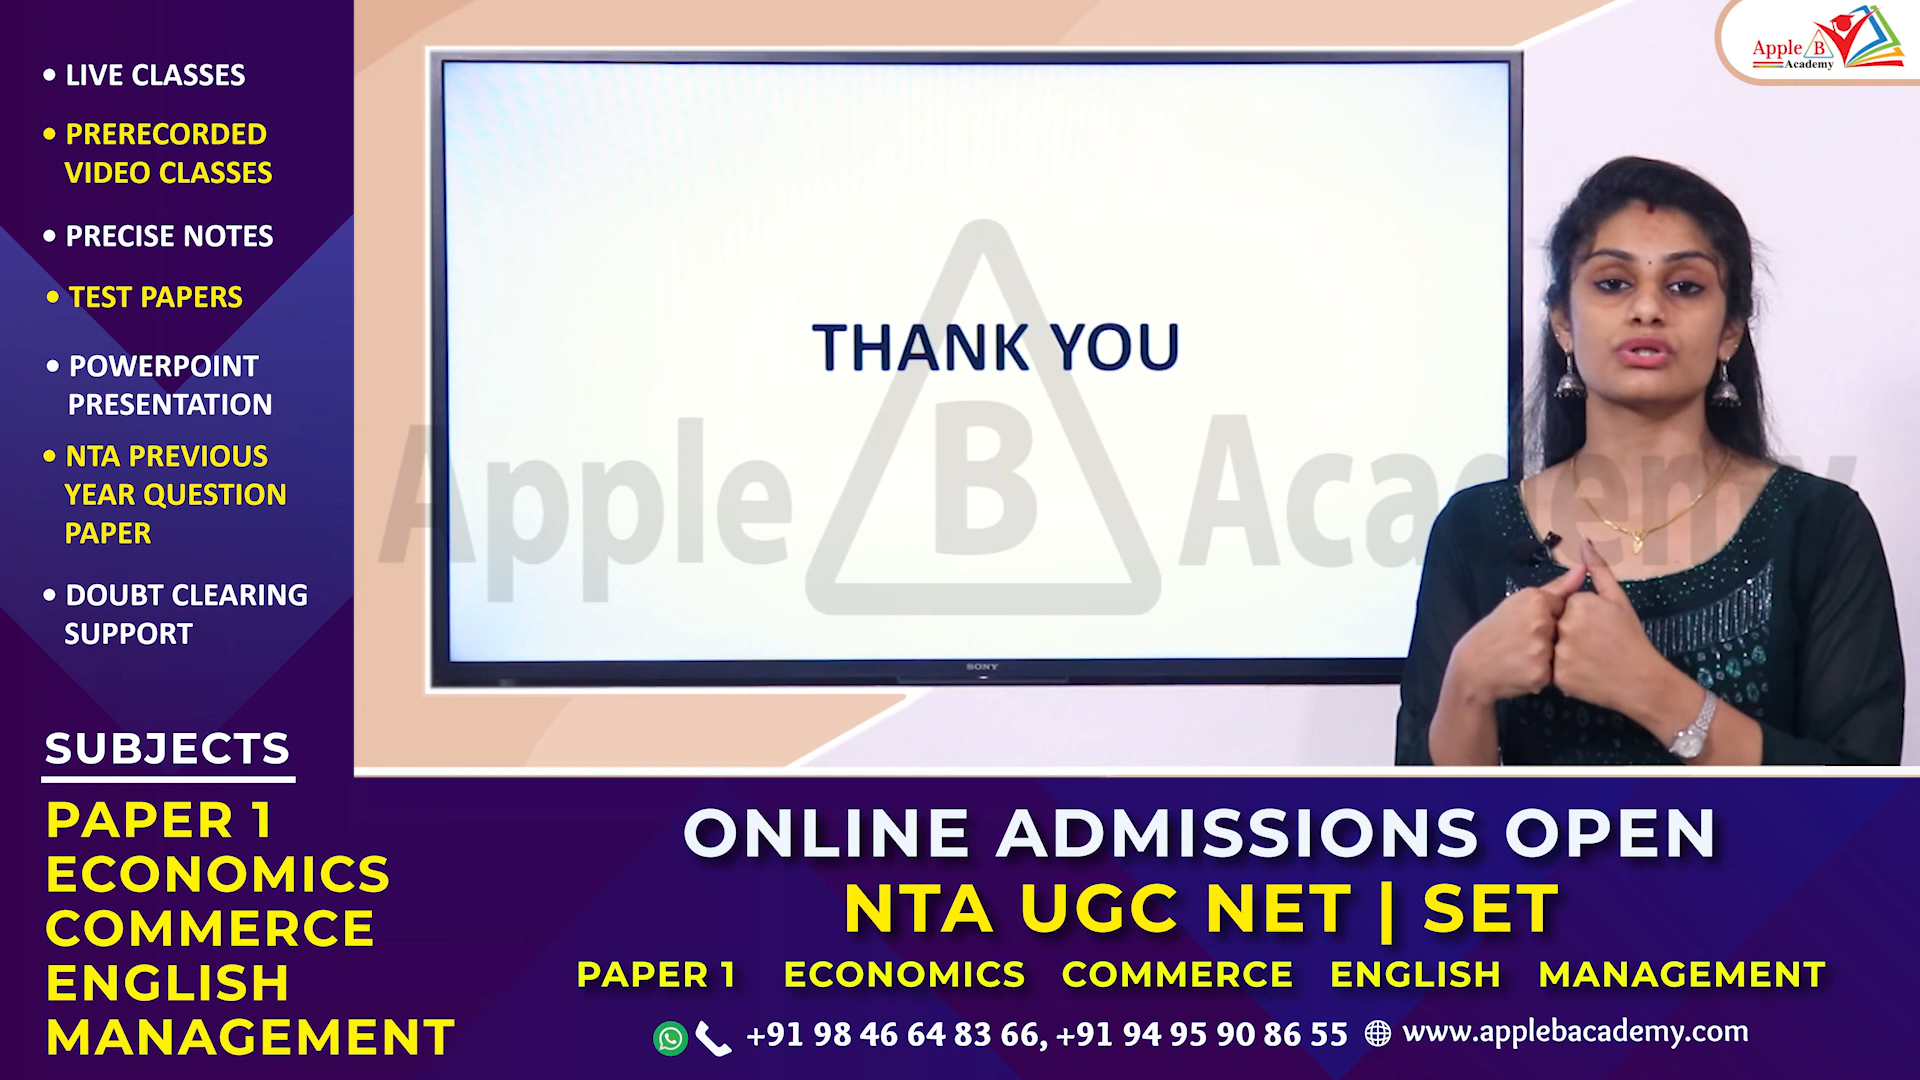 • LIVE CLASSES
• PRERECORDED
VIDEO CLASSES
• PRECISE NOTES
• TEST PAPERS
• POWERPOINT
PRESENTATION
• NTA PREVIOUS
YEAR QUESTION
PAPER
• DOUBT CLEARING
SUPPORT
SUBJECTS
PAPER 1
ECONOMICS
COMMERCE
ENGLISH
MANAGEMENT
Apple B
Academy
THANK YOU
Apple B Academy
SONY
ONLINE ADMISSIONS OPEN
NTA UGC NET | SET
PAPER 1 ECONOMICS COMMERCE ENGLISH MANAGEMENT
+91 98 46 64 83 66, +91 94 95 90 86 55 www.applebacademy.com